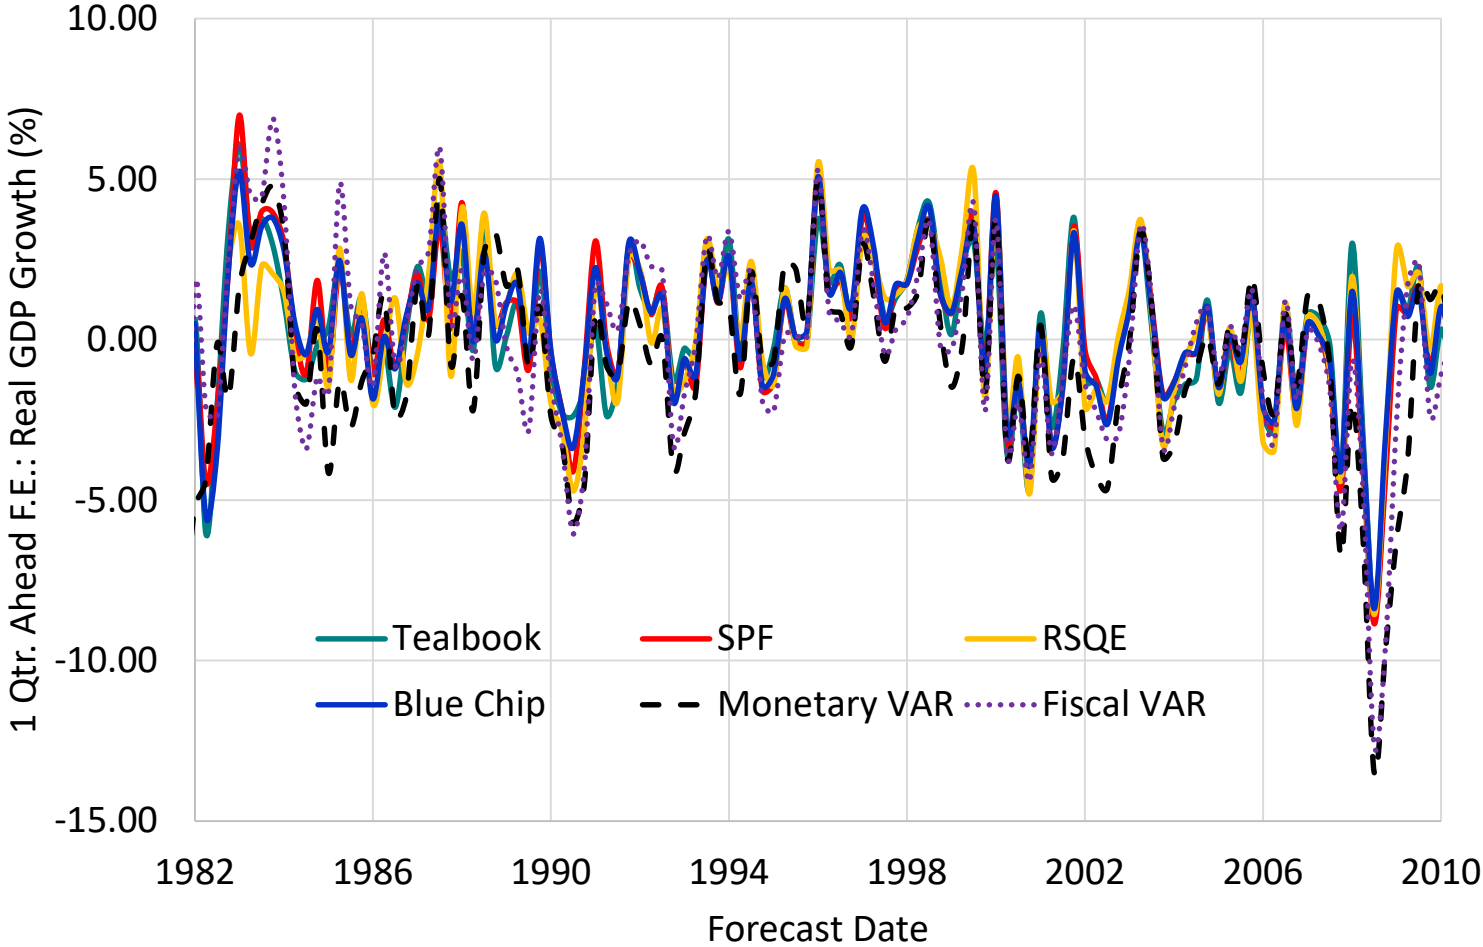 1 Qtr. Ahead F.E.: Real GDP Growth (%)
10.00
5.00
0.00
-5.00
-10.00
-15.00
Tealbook
SPF
RSQE
Blue Chip
Monetary VAR
Fiscal VAR
1982
1986
1990
1994
1998
2002
2006
2010
Forecast Date